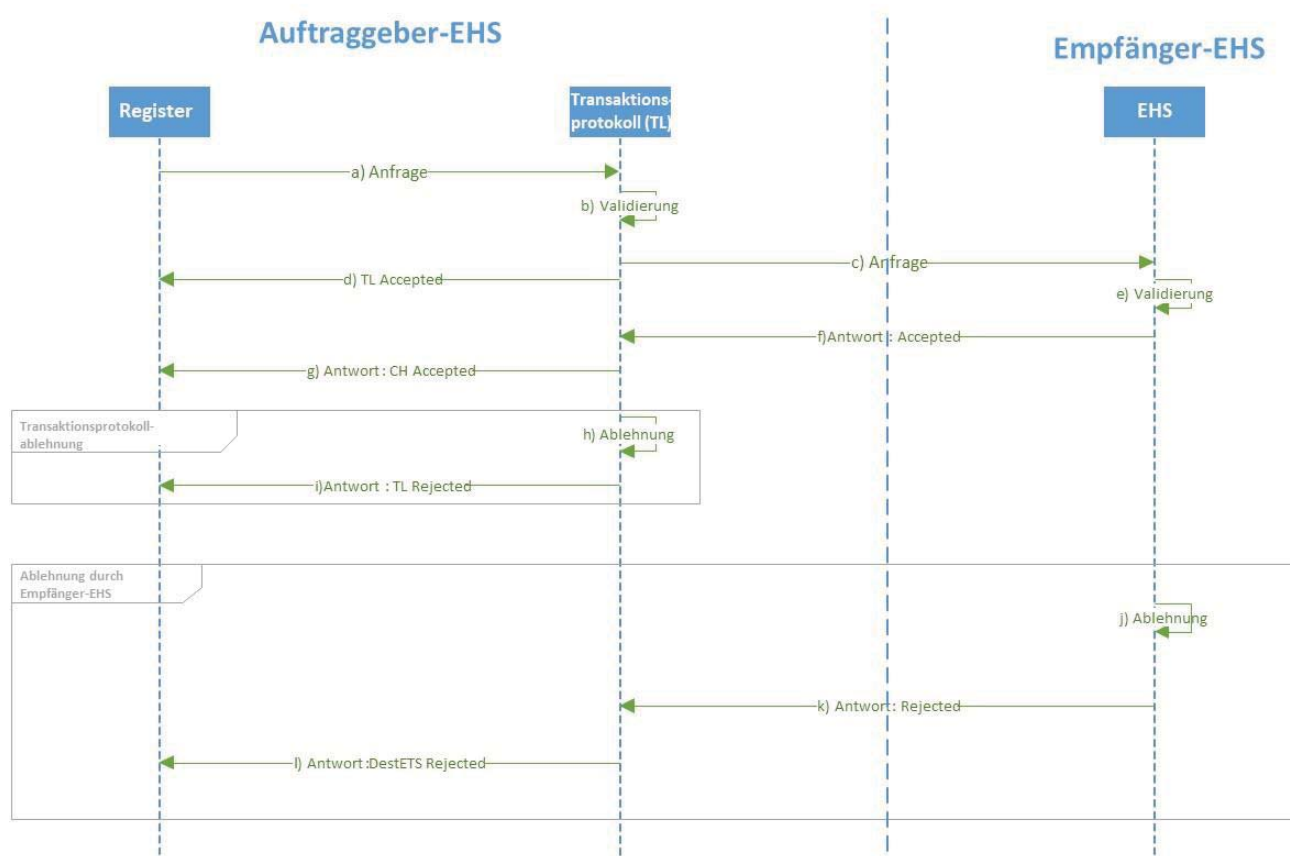 Auftraggeber-EHS
Empfänger-EHS
Register
Transaktions-
protokoll (TL)
EHS
a) Anfrage
b) Validierung
c) Anfrage
d) TL Accepted
e) Validierung
f)Antwort : Accepted
g) Antwort : CH Accepted
Transaktionsprotokoll-
ablehnung
h) Ablehnung
i)Antwort : TL Rejected
Ablehnung durch
Empfänger-EHS
j) Ablehnung
k) Antwort : Rejected
l) Antwort :DestETS Rejected